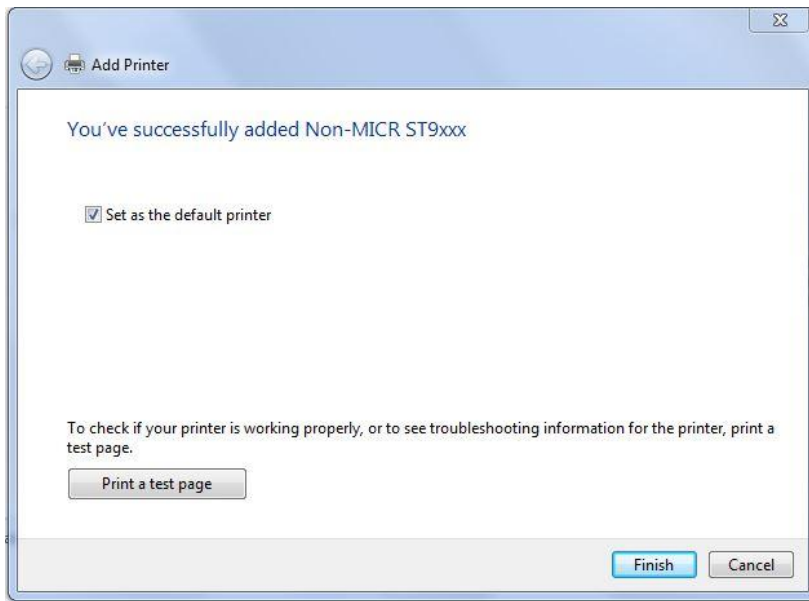 Add Printer
You've successfully added Non-MICR ST9xxx
Set as the default printer
To check if your printer is working properly, or to see troubleshooting information for the printer, print a
test page.
Print a test page
Finish
Cancel